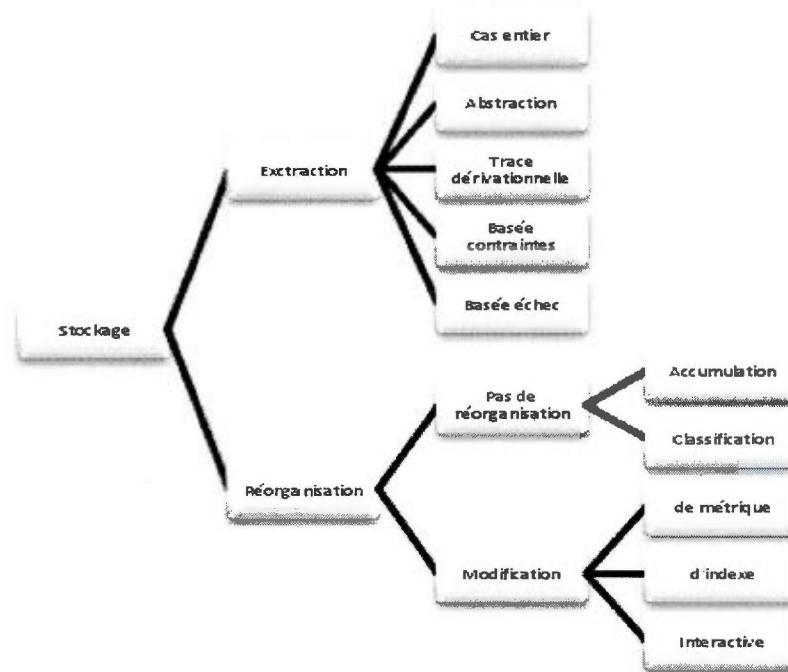 Cas entier
Abstraction
Exctraction
Trace
dérivationnelle
Basée
contraintes
Basée échec
Stockage
Accumulation
Pas de
réorganisation
Classification
Réorganisation
de métrique
Modification
d'indexe
Interactive